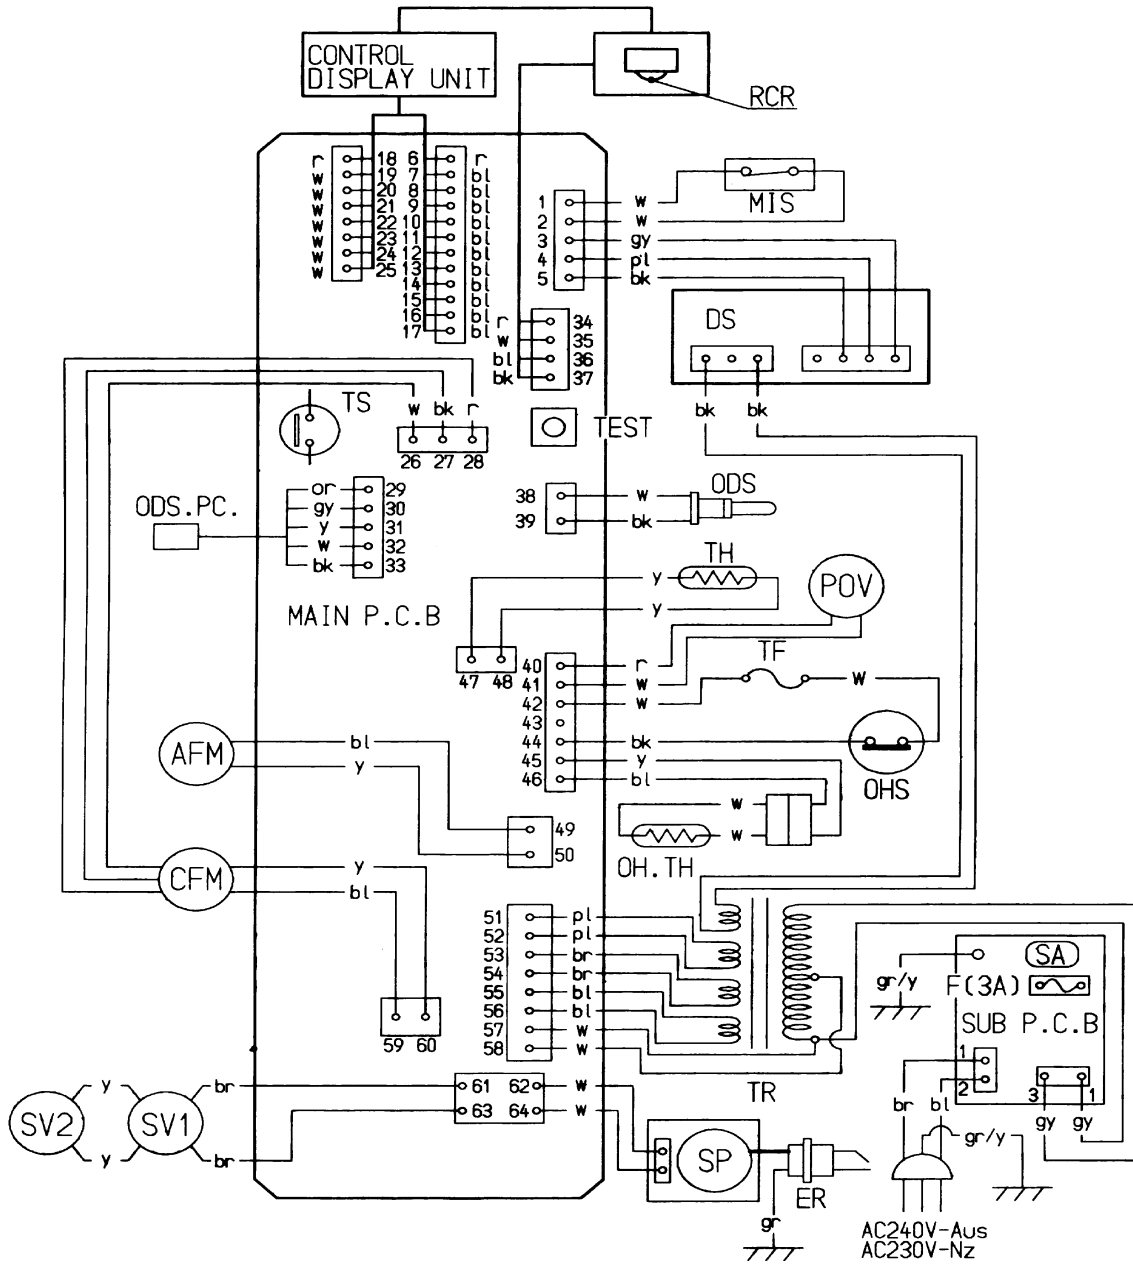 CONTROL
DISPLAY UNIT
RCR
r 18 6 r
w 19 7 bl
w 20 8 bl
w 21 9 bl
w 22 10 bl
w 23 11 bl
w 24 12 bl
w 25 13 bl
14 bl
15 bl
16 bl
17 bl
1 w
2 w
3 gy
4 pl
5 bk
MIS
DS
r 34
w 35
bl 36
bk 37
bk bk
TS
w bk r
26 27 28
TEST
ODS.PC.
or 29
gy 30
y 31
w 32
bk 33
38 w
39 bk
ODS
MAIN P.C.B
TH
y
y
POV
47 48
40 r
41 w
42 w
43
44 bk
45 y
46 bl
TF
w
OHS
AFM
bl
y
49
50
w
w
OH.TH
CFM
y
bl
51 pl
52 pl
53 br
54 br
55 bl
56 bl
57 w
58 w
59 60
TR
SA
gr/y
F(3A)
SUB P.C.B
1
2
3 1
br bl gy gy
gr/y
SV2
y
y
SV1
br
br
61 62 w
63 64 w
SP
ER
gr
AC240V-Aus
AC230V-Nz